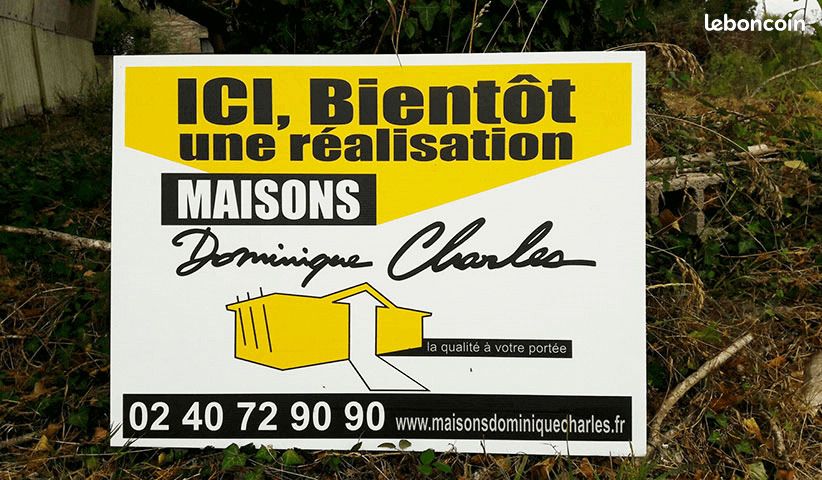 leboncoin
ICI, Bientôt
une réalisation
MAISONS
Dominique Charles
la qualité à votre portée
02 40 72 90 90 www.maisonsdominiquecharles.fr